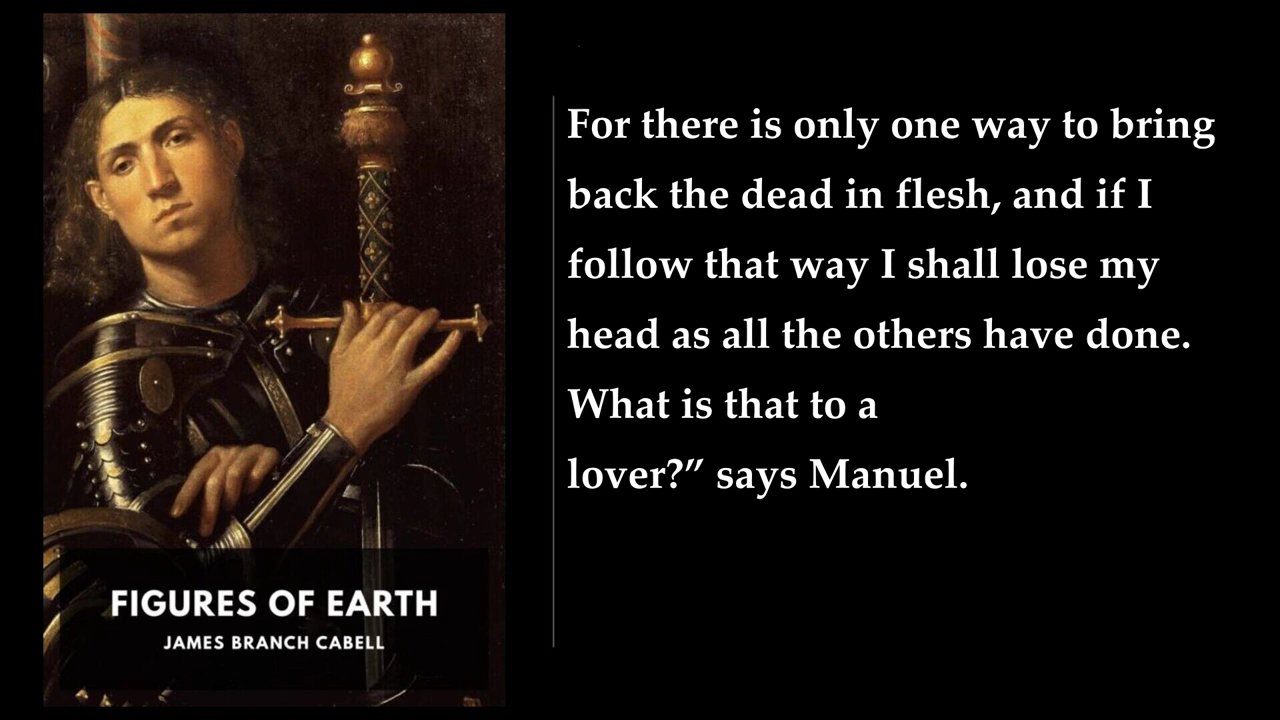 For there is only one way to bring
back the dead in flesh, and if I
follow that way I shall lose my
head as all the others have done.
What is that to a
lover?” says Manuel.
FIGURES OF EARTH
JAMES BRANCH CABELL